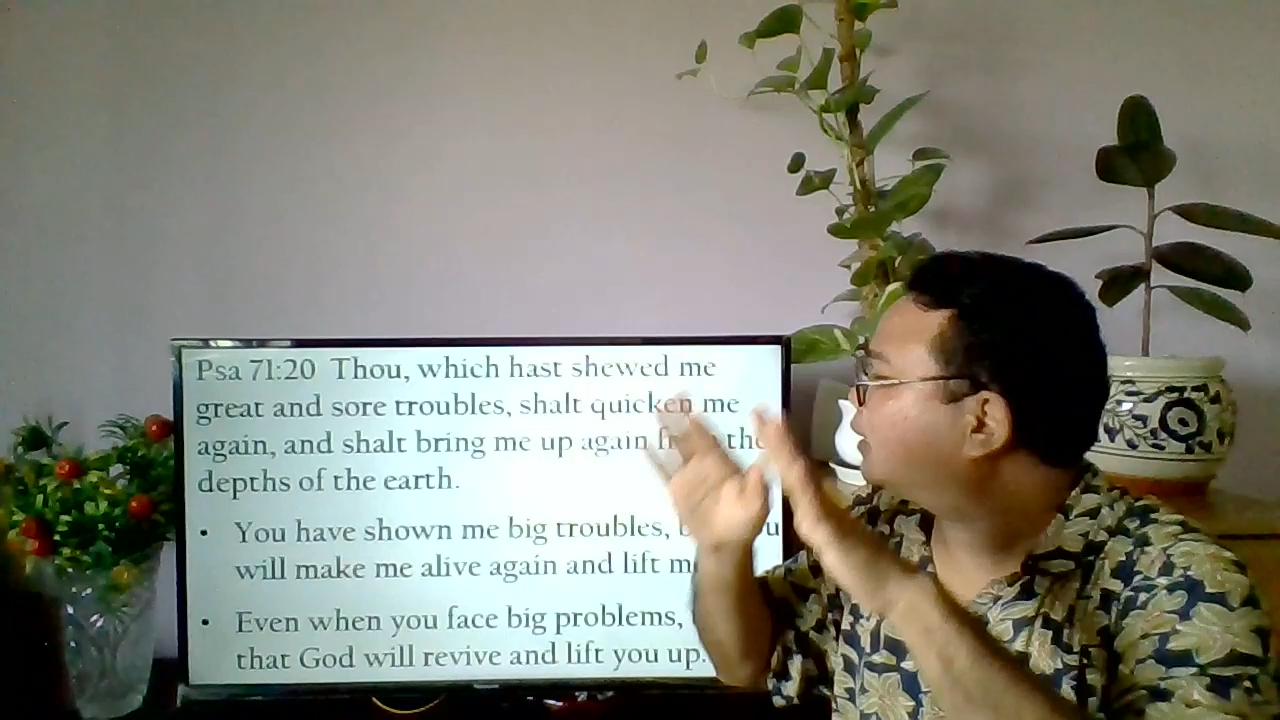 Psa 71:20 Thou, which hast shewed me
great and sore troubles, shalt quicken me
again, and shalt bring me up again the
depths of the earth.
• You have shown me big troubles,
will make me alive again and lift
• Even when you face big problems,
that God will revive and lift you up.